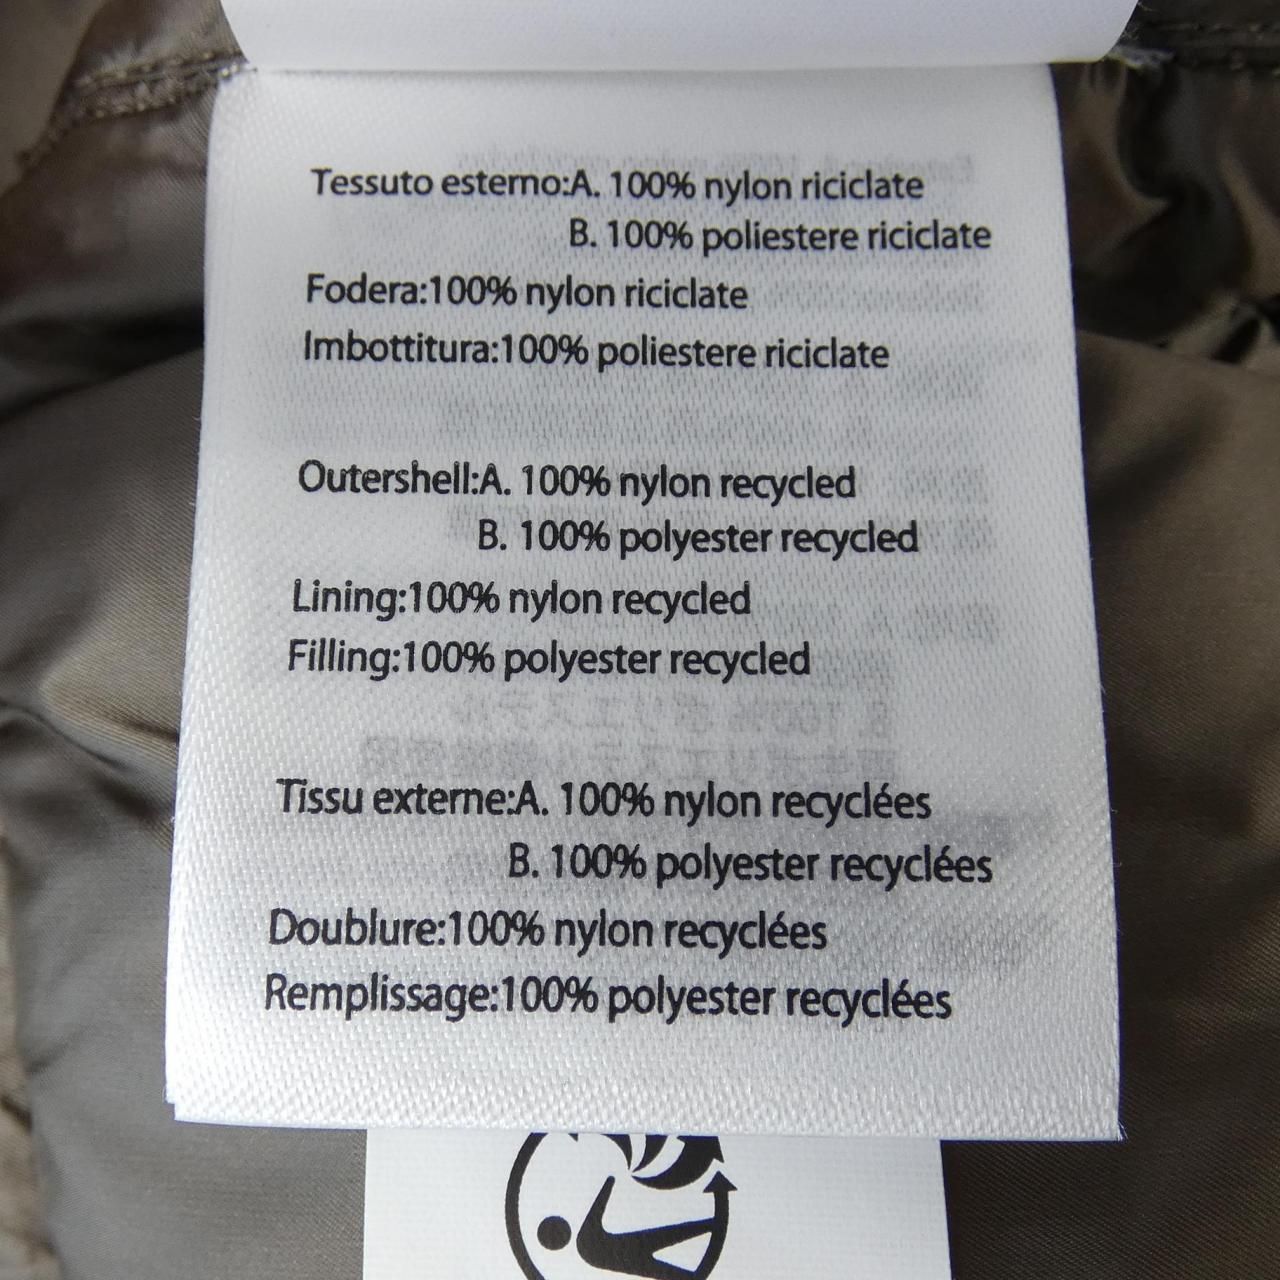 Tessuto esterno:A. 100% nylon riciclate
B. 100% poliestere riciclate
Fodera:100% nylon riciclate
Imbottitura:100% poliestere riciclate
Outershell:A. 100% nylon recycled
B. 100% polyester recycled
Lining:100% nylon recycled
Filling:100% polyester recycled
Tissu externe:A. 100% nylon recyclées
B. 100% polyester recyclées
Doublure:100% nylon recyclées
Remplissage:100% polyester recyclées